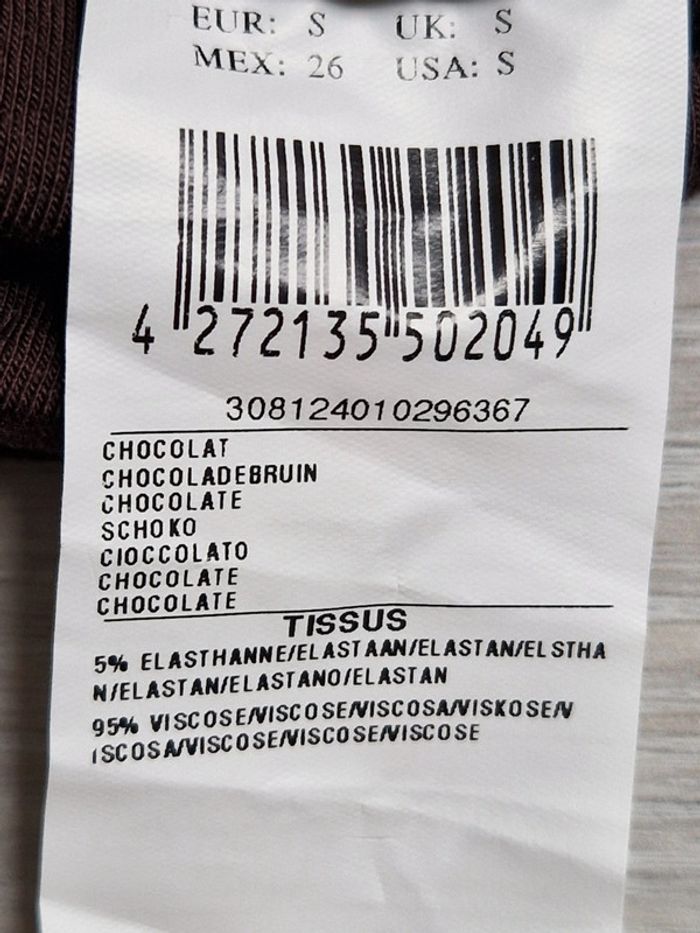 EUR: S UK: S
MEX: 26 USA: S
4 272135 502049
308124010296367
CHOCOLAT
CHOCOLADEBRUIN
CHOCOLATE
SCHOKO
CIOCCOLATO
CHOCOLATE
CHOCOLATE
TISSUS
5% ELASTHANNE/ELASTAAN/ELASTAN/ELSTHA
N/ELASTAN/ELASTANO/ELASTAN
95% VISCOSE/VISCOSE/VISCOSA/VISKOSE/V
ISCOSA/VISCOSE/VISCOSE/VISCOSE